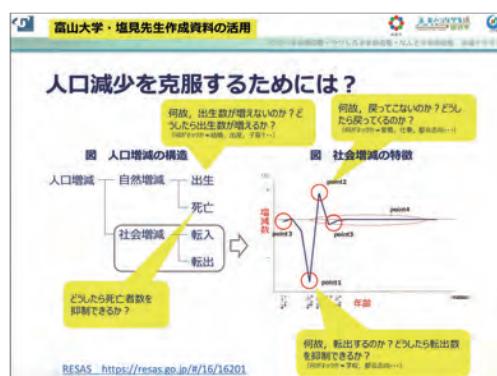 富山大学・塩見先生作成資料の活用
人口減少を克服するためには？
何故，出生数が増えないのか？ど
うしたら出生数が増えるか？
何故，戻ってこないのか？どうし
たら戻ってくるのか？
図 人口増減の構造
図 社会増減の特徴
人口増減
自然増減
出生
死亡
社会増減
転入
転出
point2
増減数
point4
point3
point3
point1
年齢
どうしたら死亡者数を
抑制できるか？
何故，転出するのか？どうしたら転出数
を抑制できるか？
RESAS https://resas.go.jp/#/16/16201